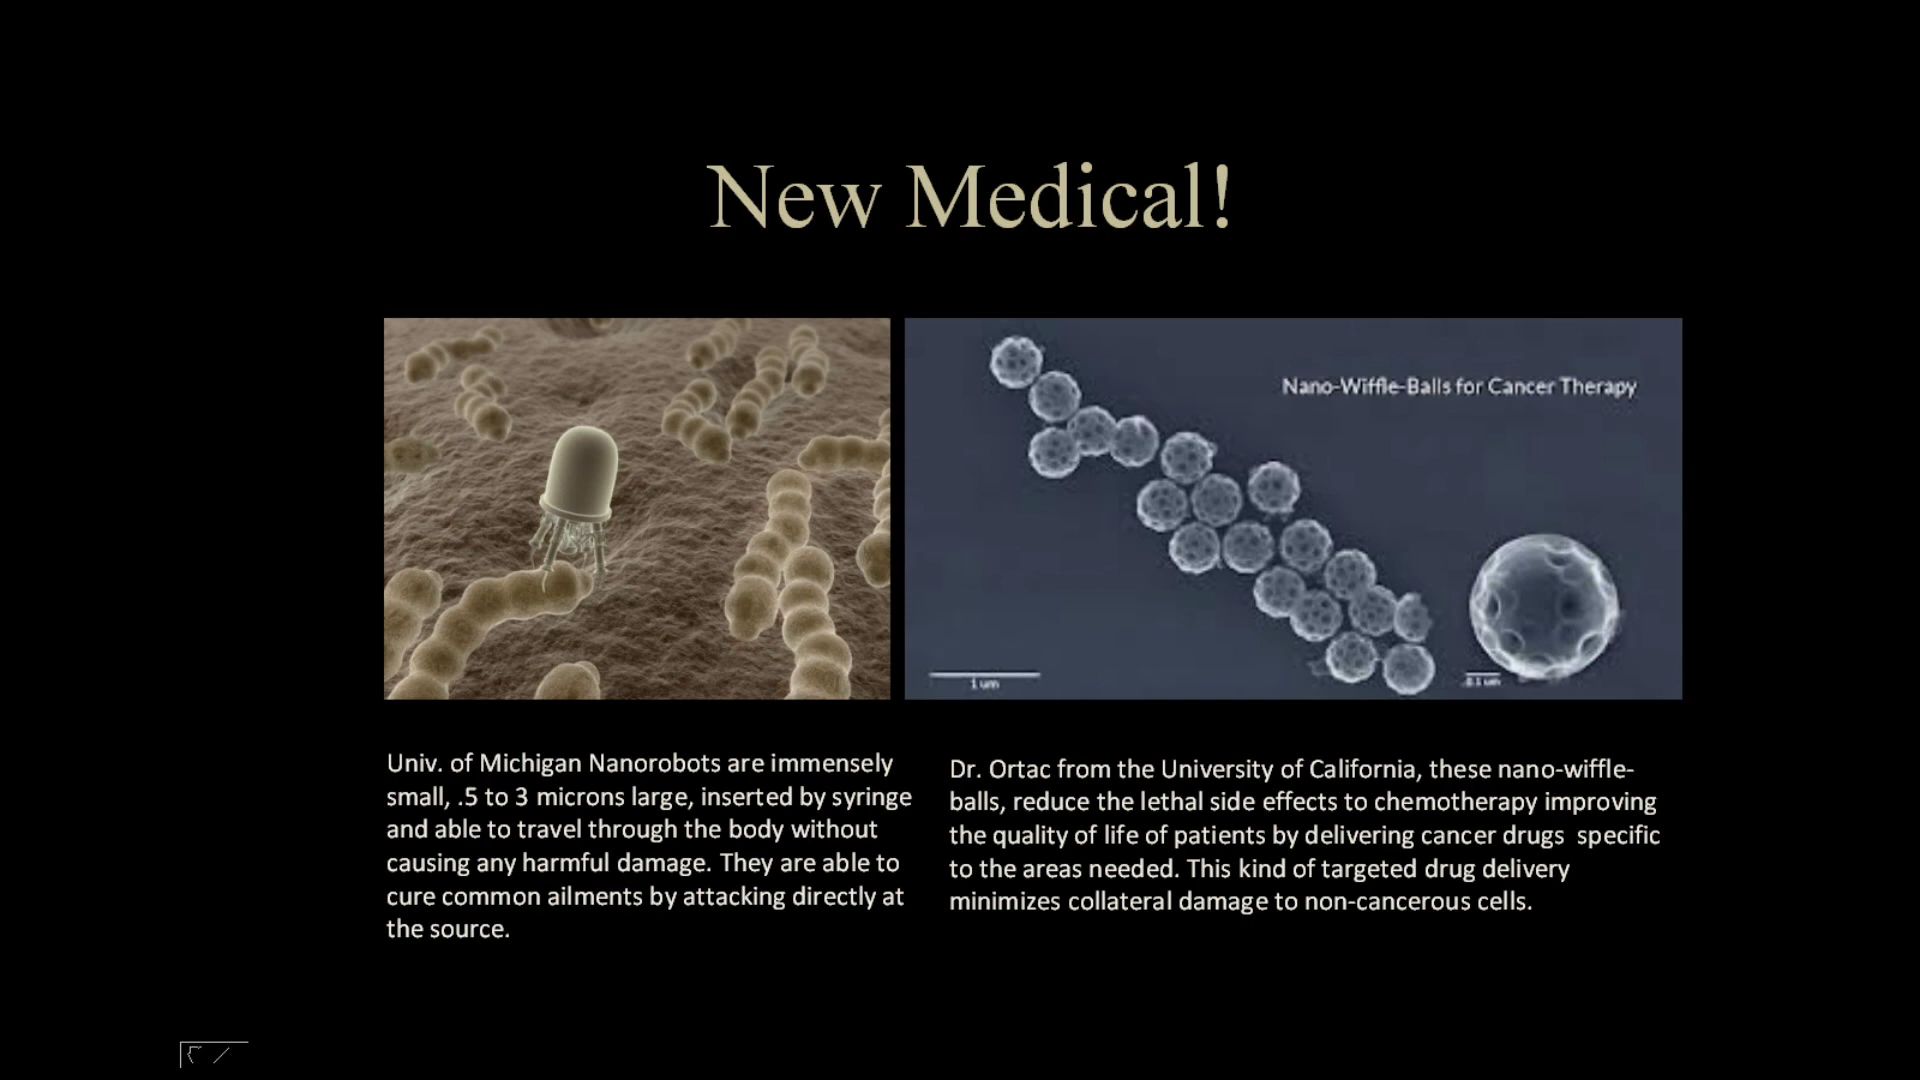 New Medical!
Nano-Wiffle-Balls for Cancer Therapy
1 um
0.1 um
Univ. of Michigan Nanorobots are immensely
small, .5 to 3 microns large, inserted by syringe
and able to travel through the body without
causing any harmful damage. They are able to
cure common ailments by attacking directly at
the source.
Dr. Ortac from the University of California, these nano-wiffle-
balls, reduce the lethal side effects to chemotherapy improving
the quality of life of patients by delivering cancer drugs  specific
to the areas needed. This kind of targeted drug delivery
minimizes collateral damage to non-cancerous cells.